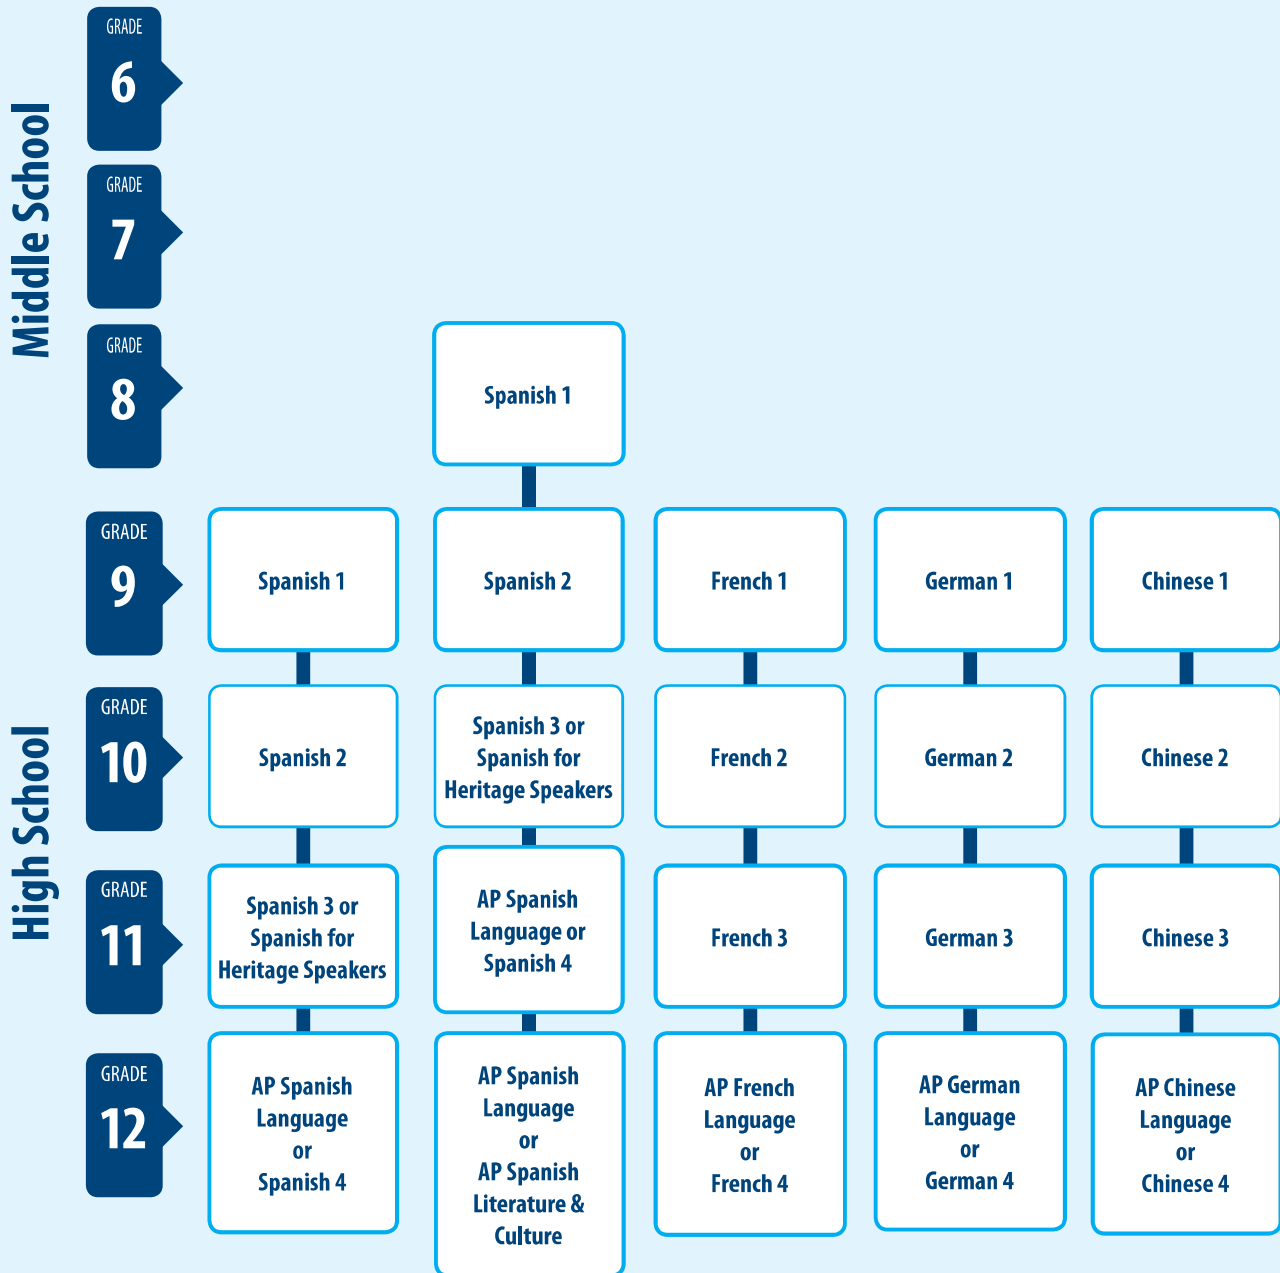 Middle School
GRADE
6
GRADE
7
GRADE
8
Spanish 1
High School
GRADE
9
Spanish 1
Spanish 2
French 1
German 1
Chinese 1
GRADE
10
Spanish 2
Spanish 3 or
Spanish for
Heritage Speakers
French 2
German 2
Chinese 2
GRADE
11
Spanish 3 or
Spanish for
Heritage Speakers
AP Spanish
Language or
Spanish 4
French 3
German 3
Chinese 3
GRADE
12
AP Spanish
Language
or
Spanish 4
AP Spanish
Language
or
AP Spanish
Literature &
Culture
AP French
Language
or
French 4
AP German
Language
or
German 4
AP Chinese
Language
or
Chinese 4